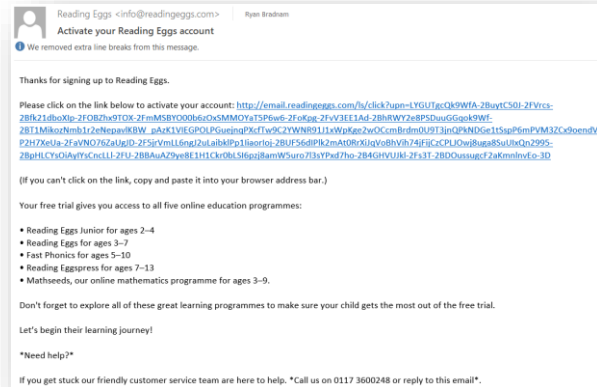 Reading Eggs <info@readingeggs.com> Ryan Bradnam
Activate your Reading Eggs account
We removed extra line breaks from this message.
Thanks for signing up to Reading Eggs.
Please click on the link below to activate your account:
(If you can't click on the link, copy and paste it into your browser address bar.)
Your free trial gives you access to all five online education programmes:
• Reading Eggs Junior for ages 2–4
• Reading Eggs for ages 3–7
• Fast Phonics for ages 5–10
• Reading Eggspress for ages 7–13
• Mathseeds, our online mathematics programme for ages 3–9.
Don't forget to explore all of these great learning programmes to make sure your child gets the most out of the free trial.
Let's begin their learning journey!
*Need help?*
If you get stuck our friendly customer service team are here to help. *Call us on 0117 3600248 or reply to this email*.